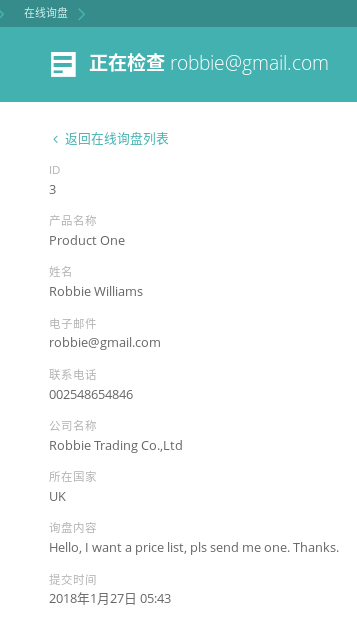 在线询盘
正在检查 robbie@gmail.com
返回在线询盘列表
ID
3
产品名称
Product One
姓名
Robbie Williams
电子邮件
robbie@gmail.com
联系电话
002548654846
公司名称
Robbie Trading Co.,Ltd
所在国家
UK
询盘内容
Hello, I want a price list, pls send me one. Thanks.
提交时间
2018年1月27日 05:43